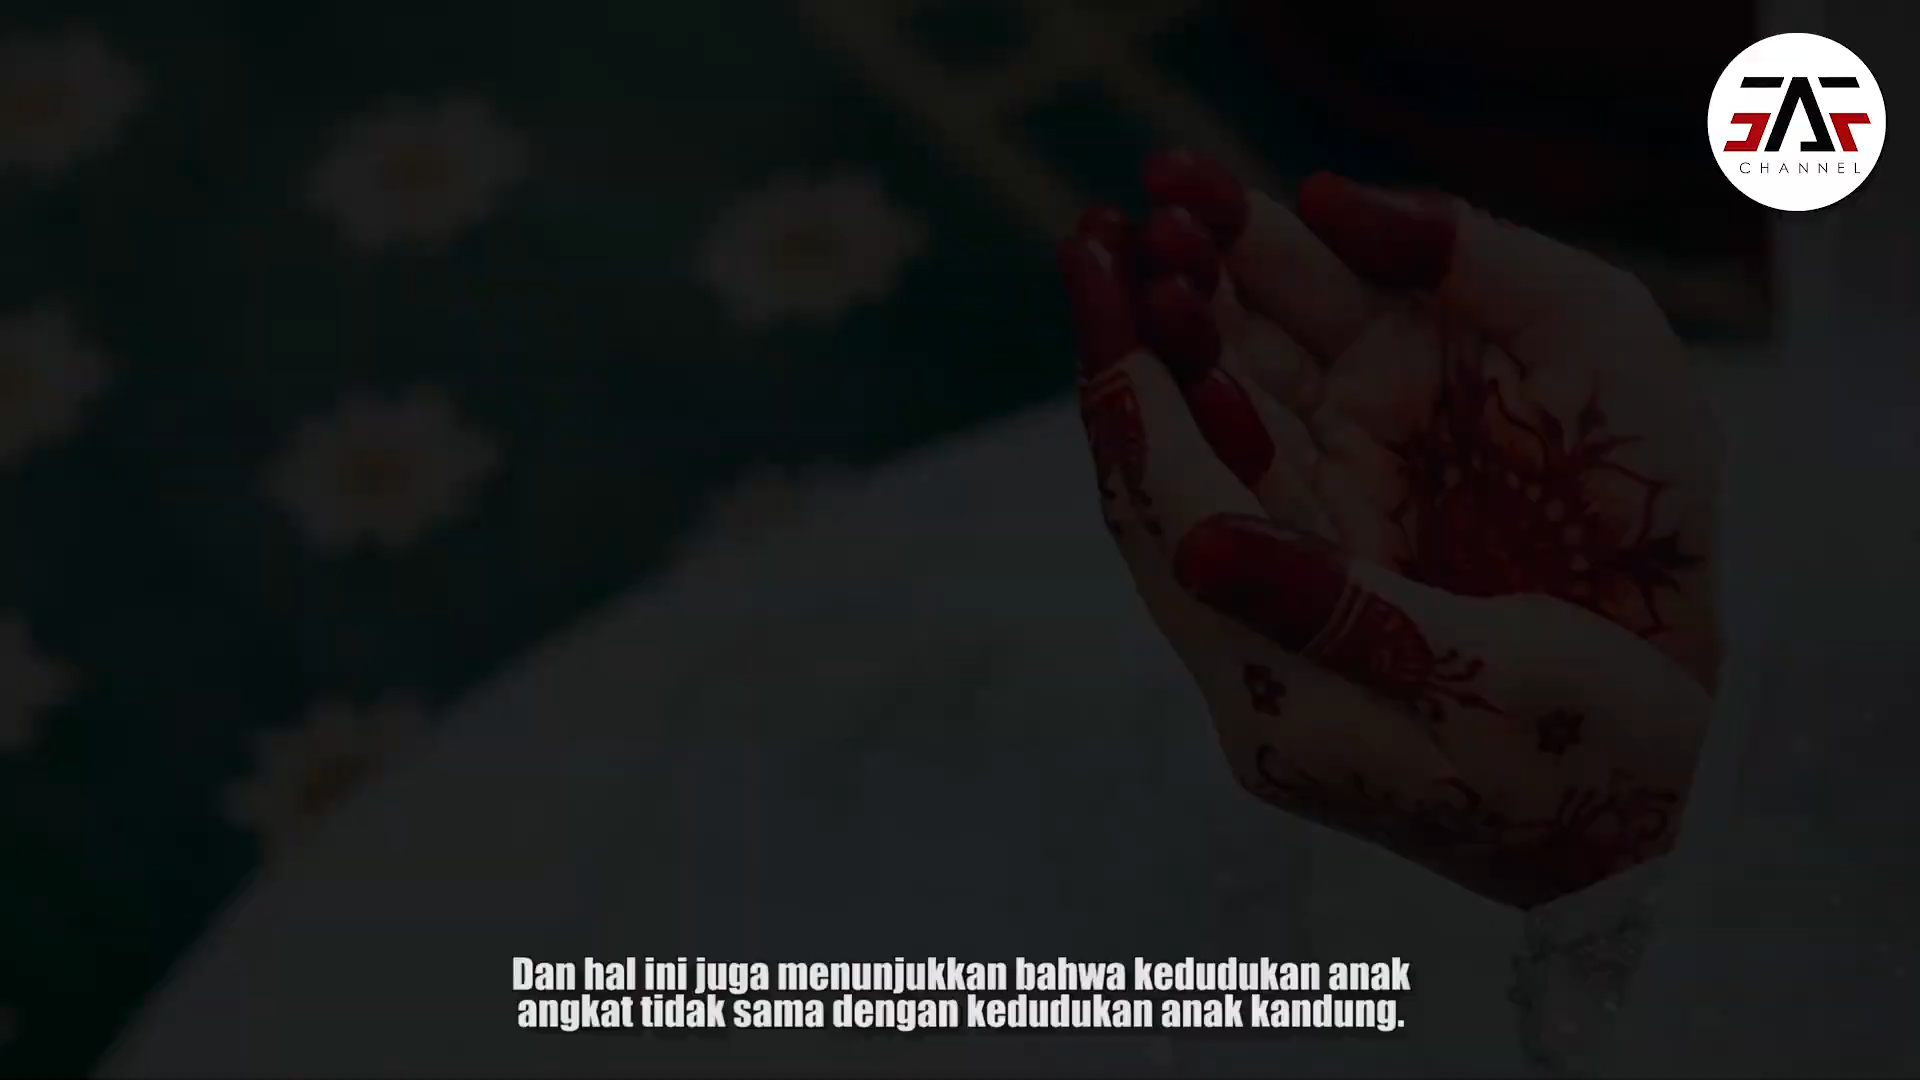 CHANNEL
Dan hal ini juga menunjukkan bahwa kedudukan anak
angkat tidak sama dengan kedudukan anak kandung.